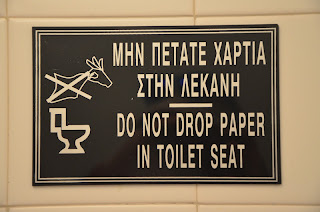 ΜΗΝ ΠΕΤΑΤΕ ΧΑΡΤΙΑ
ΣΤΗΝ ΛΕΚΑΝΗ
DO NOT DROP PAPER
IN TOILET SEAT